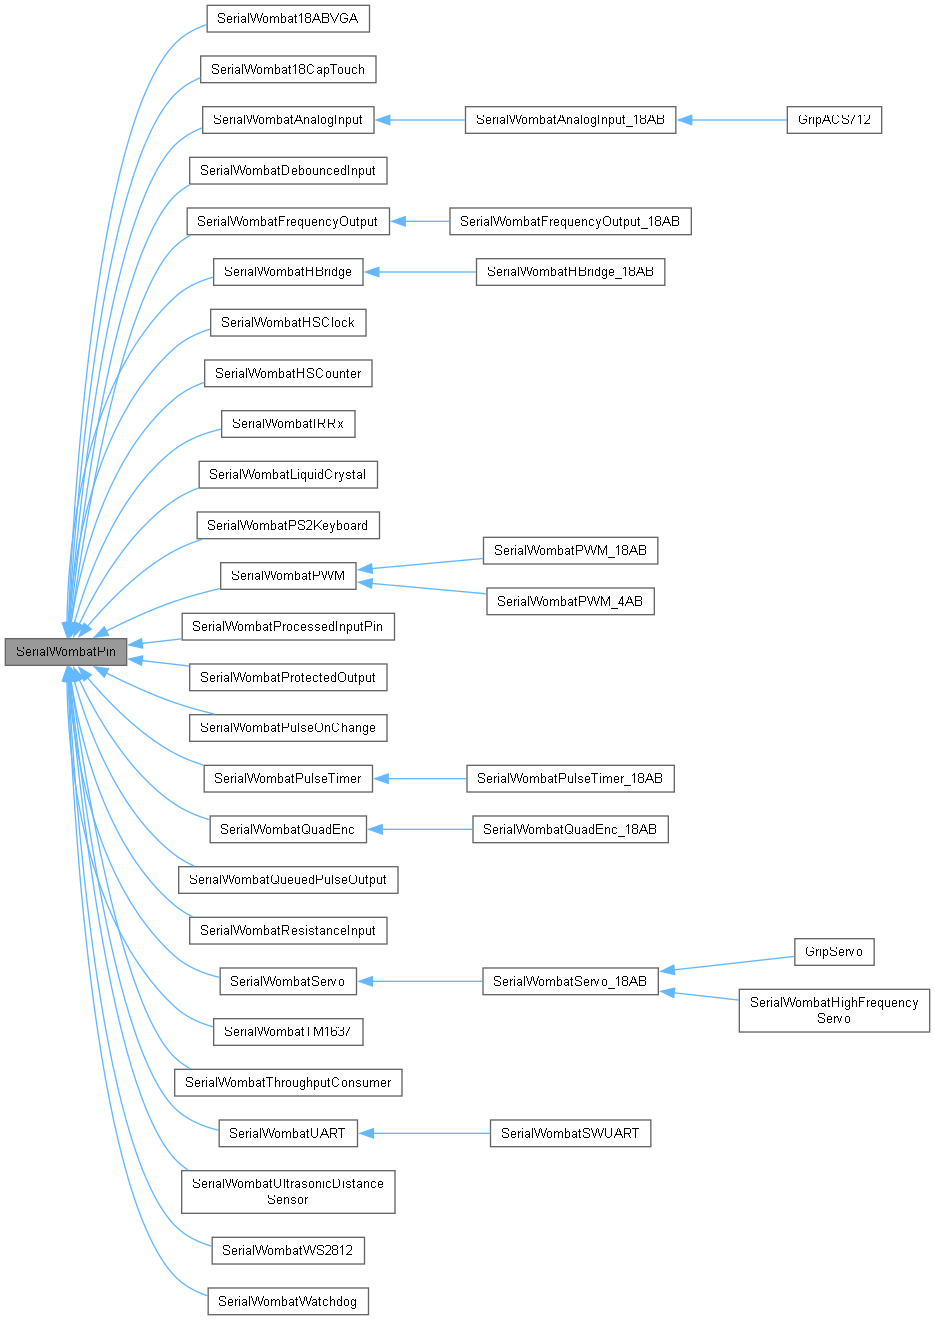 SerialWombat18ABVGA
SerialWombat18CapTouch
SerialWombatAnalogInput
SerialWombatAnalogInput_18AB
GripACS712
SerialWombatDebouncedInput
SerialWombatFrequencyOutput
SerialWombatFrequencyOutput_18AB
SerialWombatHBridge
SerialWombatHBridge_18AB
SerialWombatHSClock
SerialWombatHSCounter
SerialWombatIRRx
SerialWombatLiquidCrystal
SerialWombatPS2Keyboard
SerialWombatPWM
SerialWombatPWM_18AB
SerialWombatPWM_4AB
SerialWombatProcessedInputPin
SerialWombatPin
SerialWombatProtectedOutput
SerialWombatPulseOnChange
SerialWombatPulseTimer
SerialWombatPulseTimer_18AB
SerialWombatQuadEnc
SerialWombatQuadEnc_18AB
SerialWombatQueuedPulseOutput
SerialWombatResistanceInput
SerialWombatServo
SerialWombatServo_18AB
GripServo
SerialWombatHighFrequency
Servo
SerialWombatTM1637
SerialWombatThroughputConsumer
SerialWombatUART
SerialWombatSWUART
SerialWombatUltrasonicDistance
Sensor
SerialWombatWS2812
SerialWombatWatchdog